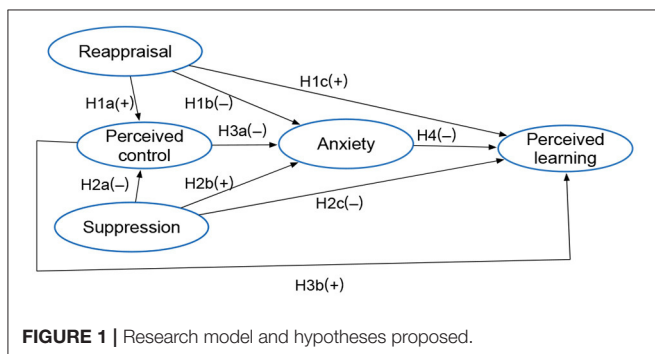 Reappraisal
H1c(+)
H1a(+)
H1b(–)
Perceived
control
H3a(–)
Anxiety
H4(–)
Perceived
learning
H2a(–)
H2b(+)
H2c(–)
Suppression
H3b(+)
FIGURE 1 | Research model and hypotheses proposed.